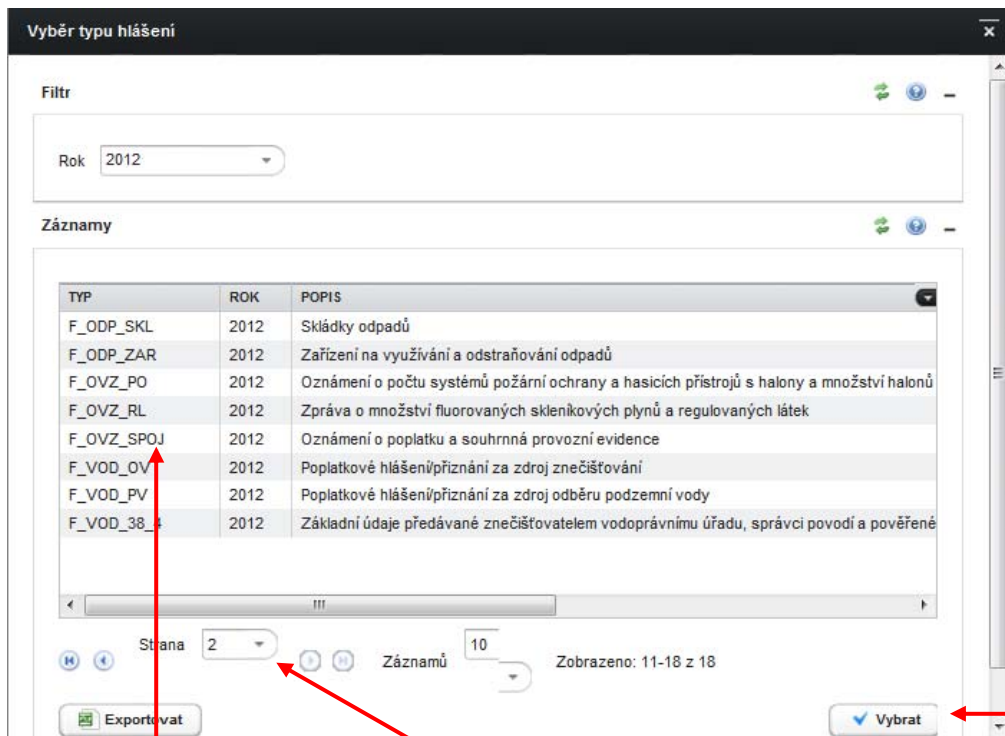 Vyběr typu hlášení
Filtr
Rok 2012
Záznamy
TYP ROK POPIS
F_ODP_SKL 2012 Skládky odpadů
F_ODP_ZAR 2012 Zařízení na využívání a odstraňování odpadů
F_OVZ_PO 2012 Oznámení o počtu systémů požární ochrany a hasicích přístrojů s halony a množství halonů
F_OVZ_RL 2012 Zpráva o množství fluorovaných skleníkových plynů a regulovaných látek
F_OVZ_SPOJ 2012 Oznámení o poplatku a souhrnná provozní evidence
F_VOD_OV 2012 Poplatkové hlášení/přiznání za zdroj znečišťování
F_VOD_PV 2012 Poplatkové hlášení/přiznání za zdroj odběru podzemní vody
F_VOD_38_4 2012 Základní údaje předávané znečišťovatelem vodoprávnímu úřadu, správci povodí a pověřené
Strana 2 Záznamů 10 Zobrazeno: 11-18 z 18
Exportovat Vybrat